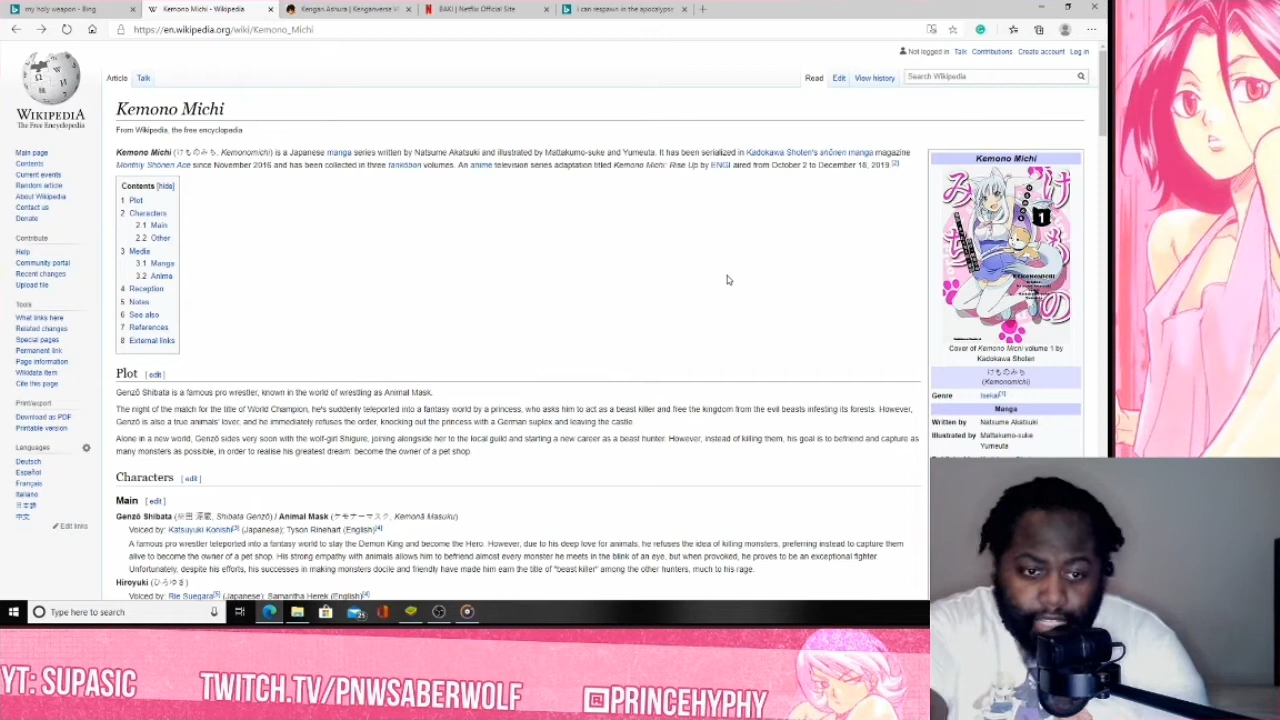 my holy weapon - Bing
Kemono Michi - Wikipedia
Kengan Ashura | Kenganverse W
BAKI | Netflix Official Site
i can respawn in the apocalypse
https://en.wikipedia.org/wiki/Kemono_Michi
Not logged in Talk Contributions Create account Log in
Article Talk
Read Edit View history
Search Wikipedia
WIKIPEDIA
The Free Encyclopedia
Main page
Contents
Current events
Random article
About Wikipedia
Contact us
Donate
Contribute
Help
Community portal
Recent changes
Upload file
Tools
What links here
Related changes
Special pages
Permanent link
Page information
Wikidata item
Cite this page
Print/export
Download as PDF
Printable version
Languages
Deutsch
Español
Français
Italiano
日本語
中文
Edit links
Kemono Michi
From Wikipedia, the free encyclopedia
Kemono Michi (けものみち, Kemonomichi) is a Japanese manga series written by Natsume Akatsuki and illustrated by Mattakumo-suke and Yumeuta. It has been serialized in Kadokawa Shoten's shōnen manga magazine
Monthly Shōnen Ace since November 2016 and has been collected in three tankōbon volumes. An anime television series adaptation titled Kemono Michi: Rise Up by ENGI aired from October 2 to December 18, 2019.[2]
Contents [hide]
1 Plot
2 Characters
2.1 Main
2.2 Other
3 Media
3.1 Manga
3.2 Anime
4 Reception
5 Notes
6 See also
7 References
8 External links
Plot [ edit ]
Genzō Shibata is a famous pro wrestler, known in the world of wrestling as Animal Mask.
The night of the match for the title of World Champion, he's suddenly teleported into a fantasy world by a princess, who asks him to act as a beast killer and free the kingdom from the evil beasts infesting its forests. However,
Genzō is also a true animals' lover, and he immediately refuses the order, knocking out the princess with a German suplex and leaving the castle
Alone in a new world, Genzō sides very soon with the wolf-girl Shigure, joining alongside her to the local guild and starting a new career as a beast hunter. However, instead of killing them, his goal is to befriend and capture as
many monsters as possible, in order to realise his greatest dream: become the owner of a pet shop.
Characters [ edit ]
Main [ edit ]
Genzō Shibata (柴田 源蔵, Shibata Genzō) / Animal Mask (ケモナーマスク, Kemonā Masuku)
Voiced by: Katsuyuki Konishi[3] (Japanese); Tyson Rinehart (English)[4]
A famous pro wrestler teleported into a fantasy world to slay the Demon King and become the Hero. However, due to his deep love for animals, he refuses the idea of killing monsters, preferring instead to capture them
alive to become the owner of a pet shop. His strong empathy with animals allows him to befriend almost every monster he meets in the blink of an eye, but when provoked, he proves to be an exceptional fighter.
Unfortunately, despite his efforts, his successes in making monsters docile and friendly have made him earn the title of "beast killer" among the other hunters, much to his rage.
Hiroyuki (ひろゆき)
Voiced by: Rie Suegara[5] (Japanese); Samantha Herek (English)[4]
Kemono Michi
けものみち
1
Cover of Kemono Michi volume 1 by
Kadokawa Shoten
けものみち
(Kemonomichi)
Genre Isekai[1]
Manga
Written by Natsume Akatsuki
Illustrated by Mattakumo-suke
Yumeuta
Type here to search
YT: SUPASIC TWITCH.TV/PNWSABERWOLF @PRINCEHYPHY